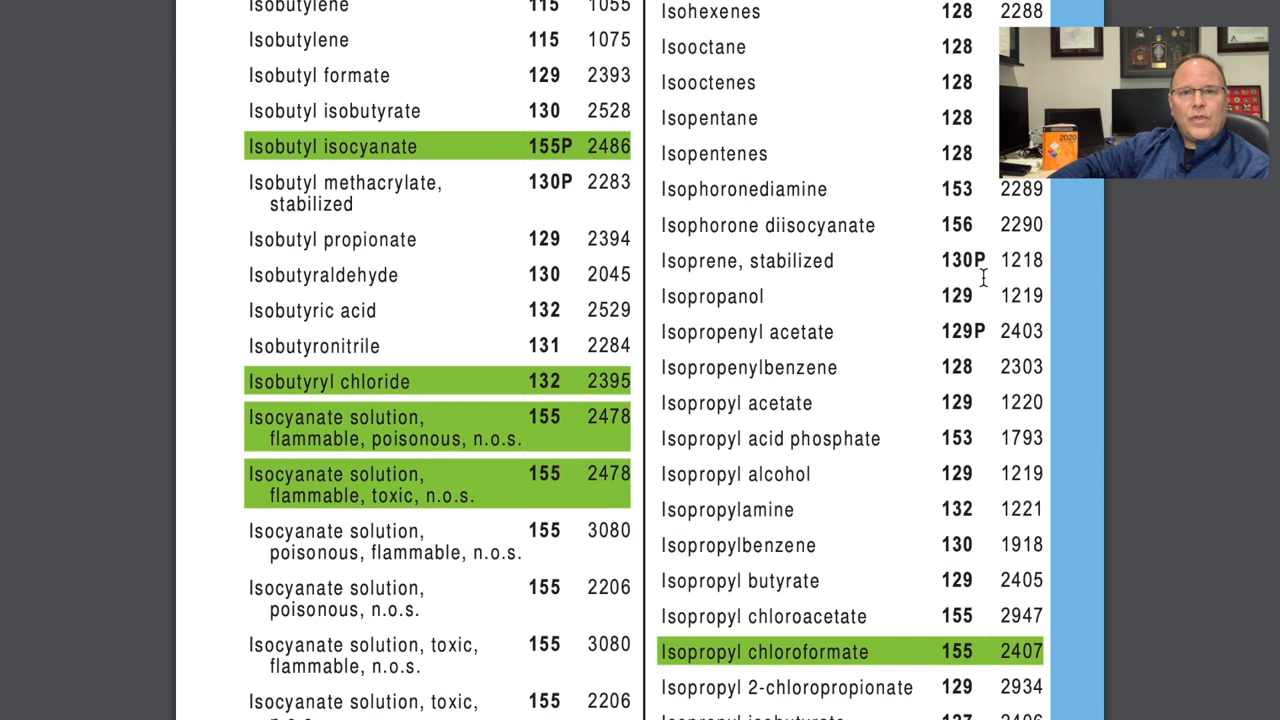 Isobutylene 115 1055
Isobutylene 115 1075
Isobutyl formate 129 2393
Isobutyl isobutyrate 130 2528
Isobutyl isocyanate 155P 2486
Isobutyl methacrylate, 130P 2283
stabilized
Isobutyl propionate 129 2394
Isobutyraldehyde 130 2045
Isobutyric acid 132 2529
Isobutyronitrile 131 2284
Isobutyryl chloride 132 2395
Isocyanate solution, 155 2478
flammable, poisonous, n.o.s.
Isocyanate solution, 155 2478
flammable, toxic, n.o.s.
Isocyanate solution, 155 3080
poisonous, flammable, n.o.s.
Isocyanate solution, 155 2206
poisonous, n.o.s.
Isocyanate solution, toxic, 155 3080
flammable, n.o.s.
Isocyanate solution, toxic, 155 2206
n.o.s.
Isohexenes 128 2288
Isooctane 128
Isooctenes 128
Isopentane 128
Isopentenes 128
Isophoronediamine 153 2289
Isophorone diisocyanate 156 2290
Isoprene, stabilized 130P 1218
Isopropanol 129 1219
Isopropenyl acetate 129P 2403
Isopropenylbenzene 128 2303
Isopropyl acetate 129 1220
Isopropyl acid phosphate 153 1793
Isopropyl alcohol 129 1219
Isopropylamine 132 1221
Isopropylbenzene 130 1918
Isopropyl butyrate 129 2405
Isopropyl chloroacetate 155 2947
Isopropyl chloroformate 155 2407
Isopropyl 2-chloropropionate 129 2934
Isopropyl isobutyrate 127 2406
2020